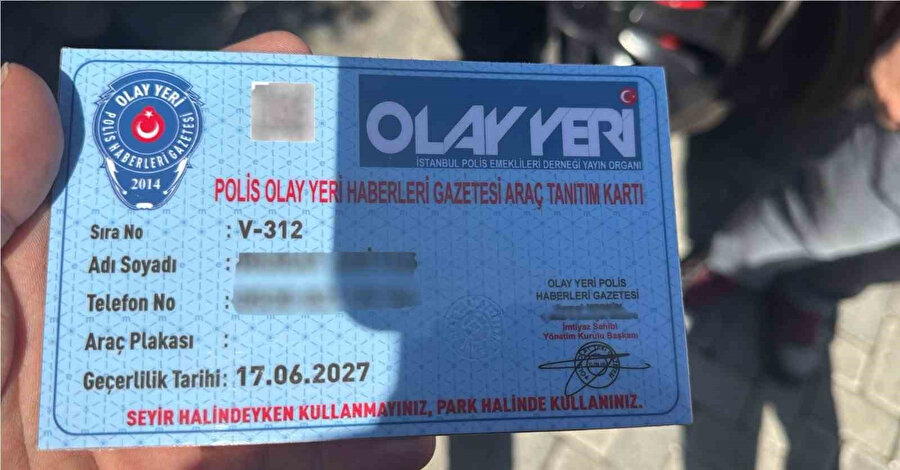 OLAY YERİ
POLİS HABERLERİ GAZETESİ
2014
OLAY YERİ
İSTANBUL POLİS EMEKLİLERİ DERNEĞİ YAYIN ORGANI
POLİS OLAY YERİ HABERLERİ GAZETESİ ARAÇ TANITIM KARTI
Sıra No : V-312
Adı Soyadı :
Telefon No :
Araç Plakası :
Geçerlilik Tarihi: 17.06.2027
OLAY YERİ POLİS
HABERLERİ GAZETESİ
İmtiyaz Sahibi
Yönetim Kurulu Başkanı
SEYİR HALİNDEYKEN KULLANMAYINIZ, PARK HALİNDE KULLANINIZ.